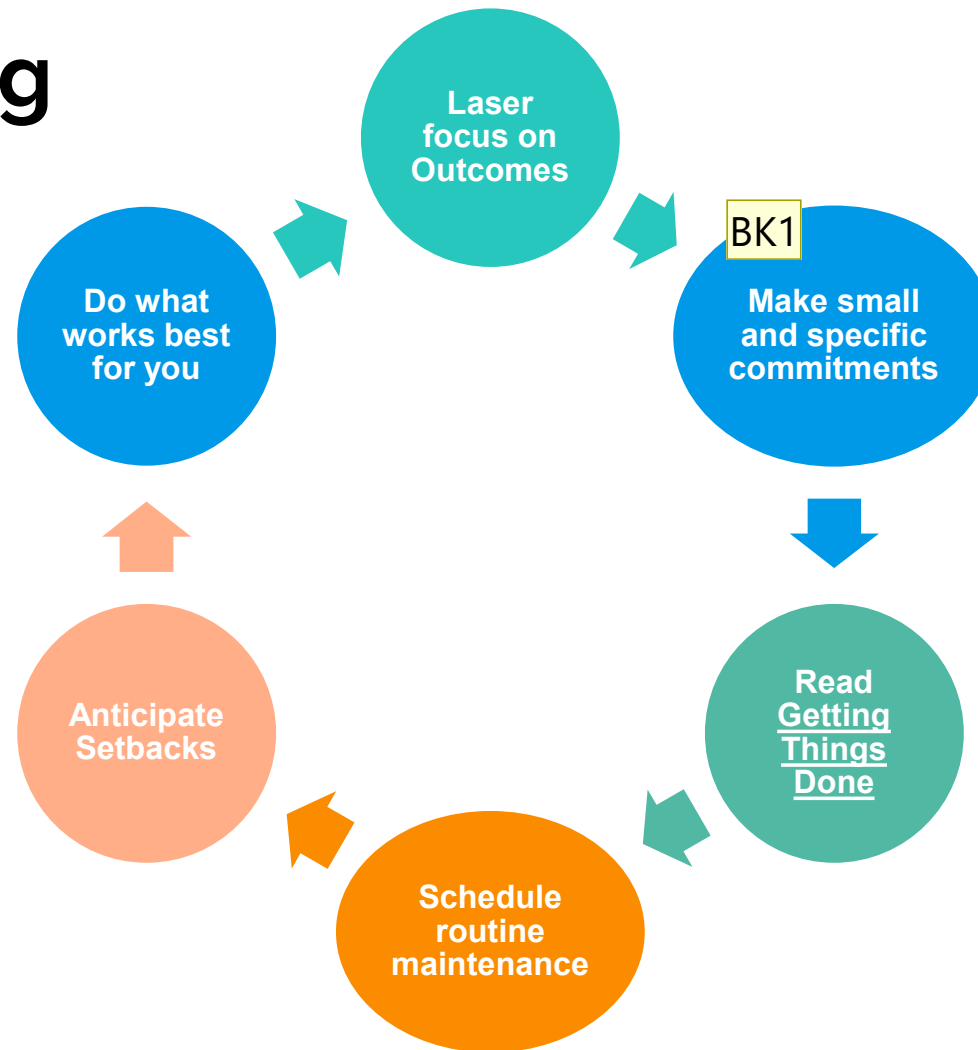 g
Laser
focus on
Outcomes
BK1
Make small
and specific
commitments
Read
Getting
Things
Done
Schedule
routine
maintenance
Anticipate
Setbacks
Do what
works best
for you